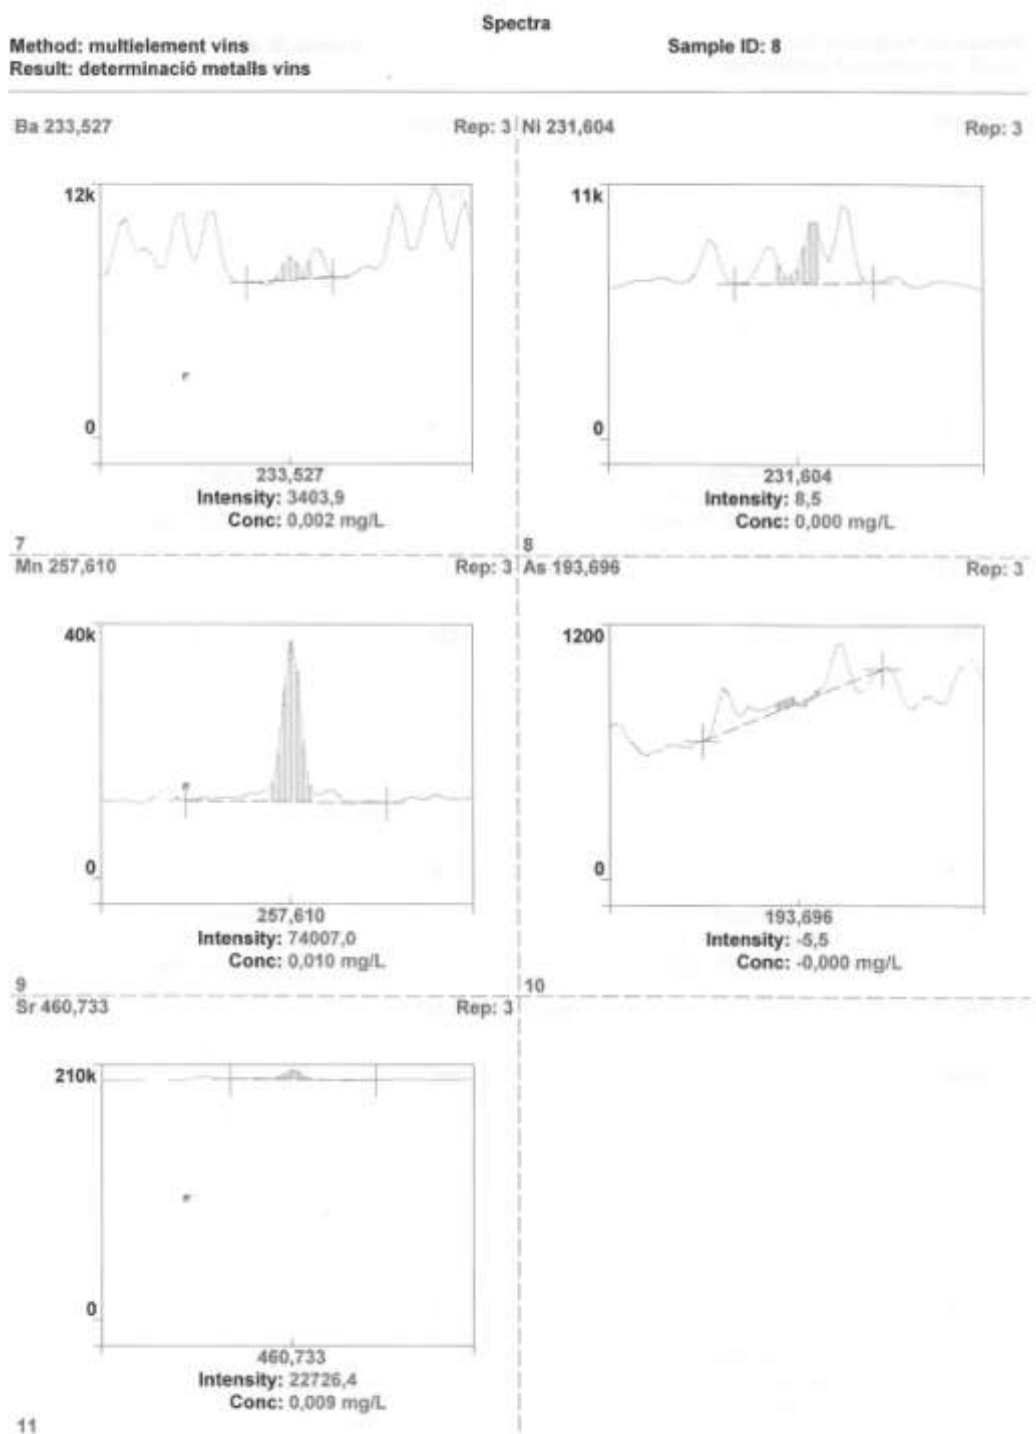 Spectra
Method: multielement vins
Sample ID: 8
Result: determinació metalls vins
Ba 233,527 Rep: 3
12k
0
233,527
Intensity: 3403,9
Conc: 0,002 mg/L
7
Ni 231,604 Rep: 3
11k
0
231,604
Intensity: 8,5
Conc: 0,000 mg/L
8
Mn 257,610 Rep: 3
40k
0
257,610
Intensity: 74007,0
Conc: 0,010 mg/L
9
As 193,696 Rep: 3
1200
0
193,696
Intensity: -5,5
Conc: -0,000 mg/L
10
Sr 460,733 Rep: 3
210k
0
460,733
Intensity: 22726,4
Conc: 0,009 mg/L
11